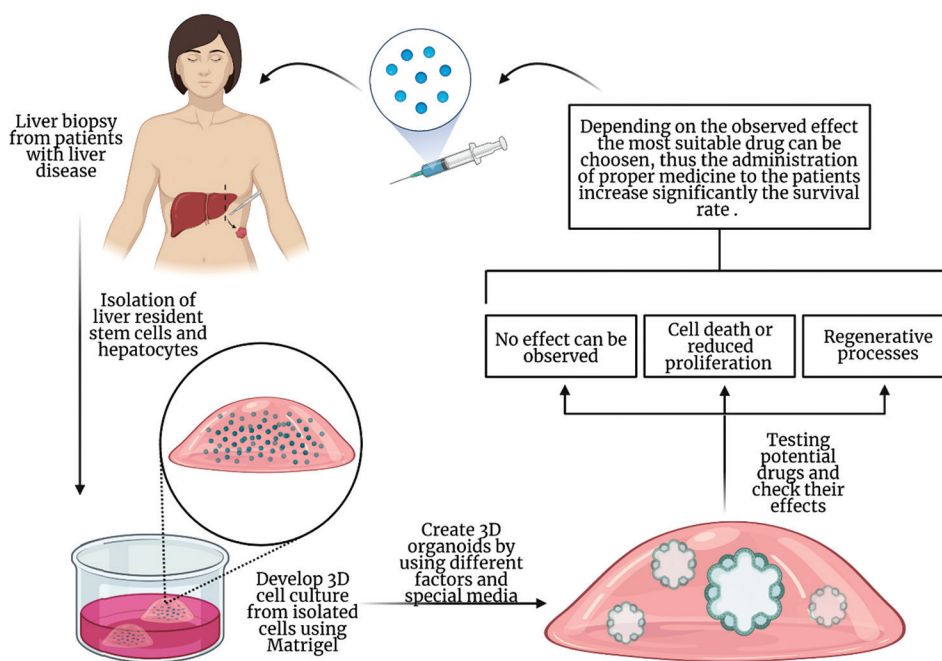 Liver biopsy
from patients
with liver
disease
Isolation of
liver resident
stem cells and
hepatocytes
Develop 3D
cell culture
from isolated
cells using
Matrigel
Create 3D
organoids by
using different
factors and
special media
Testing
potential
drugs and
check their
effects
No effect can be
observed
Cell death or
reduced
proliferation
Regenerative
processes
Depending on the observed effect
the most suitable drug can be
choosen, thus the administration
of proper medicine to the patients
increase significantly the survival
rate .